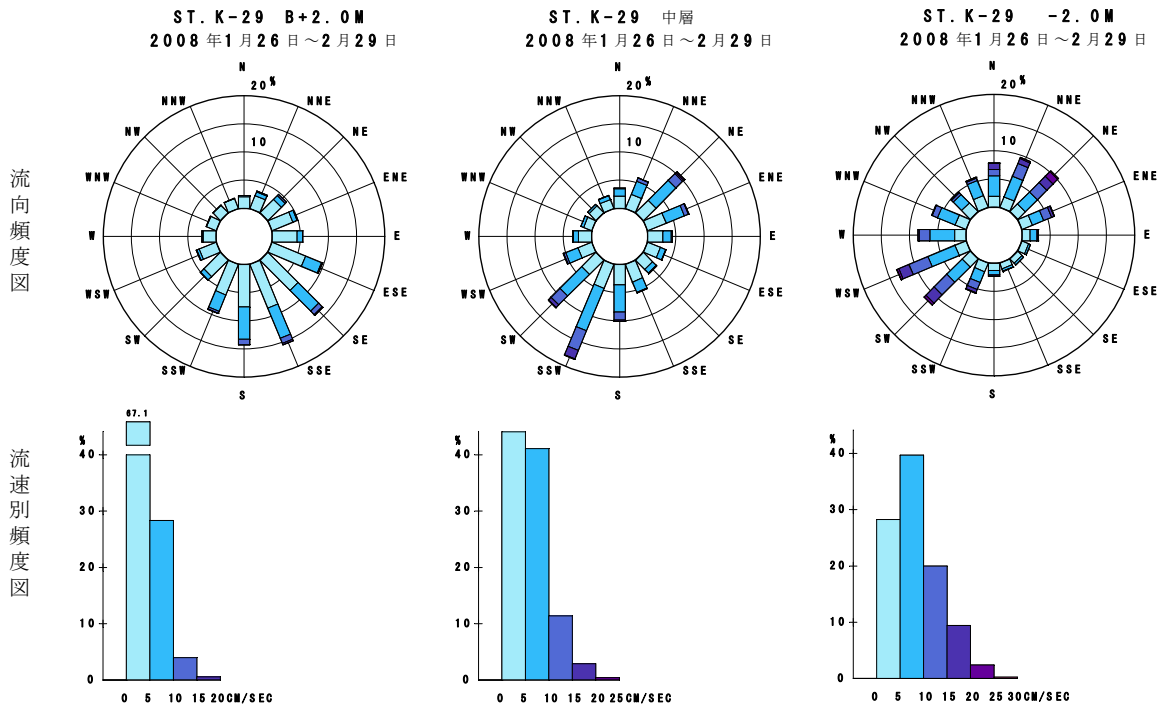 ST.K-29 B+2.0M
2008年1月26日～2月29日
ST.K-29 中層
2008年1月26日～2月29日
ST.K-29 -2.0M
2008年1月26日～2月29日
流向頻度図
N
20%
NNE
NE
ENE
E
ESE
SE
SSE
S
SSW
SW
WSW
W
WNW
NW
NNW
10
N
20%
NNE
NE
ENE
E
ESE
SE
SSE
S
SSW
SW
WSW
W
WNW
NW
NNW
10
N
20%
NNE
NE
ENE
E
ESE
SE
SSE
S
SSW
SW
WSW
W
WNW
NW
NNW
10
流速別頻度図
67.1
%
40
30
20
10
0
0 5 10 15 20CM/SEC
%
40
30
20
10
0
0 5 10 15 20 25CM/SEC
%
40
30
20
10
0
0 5 10 15 20 25 30CM/SEC